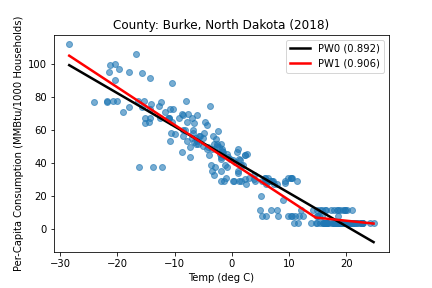 County: Burke, North Dakota (2018)
PW0 (0.892)
PW1 (0.906)
Per-Capita Consumption (MMBtu/1000 Households)
100
80
60
40
20
0
−30 −20 −10 0 10 20
Temp (deg C)